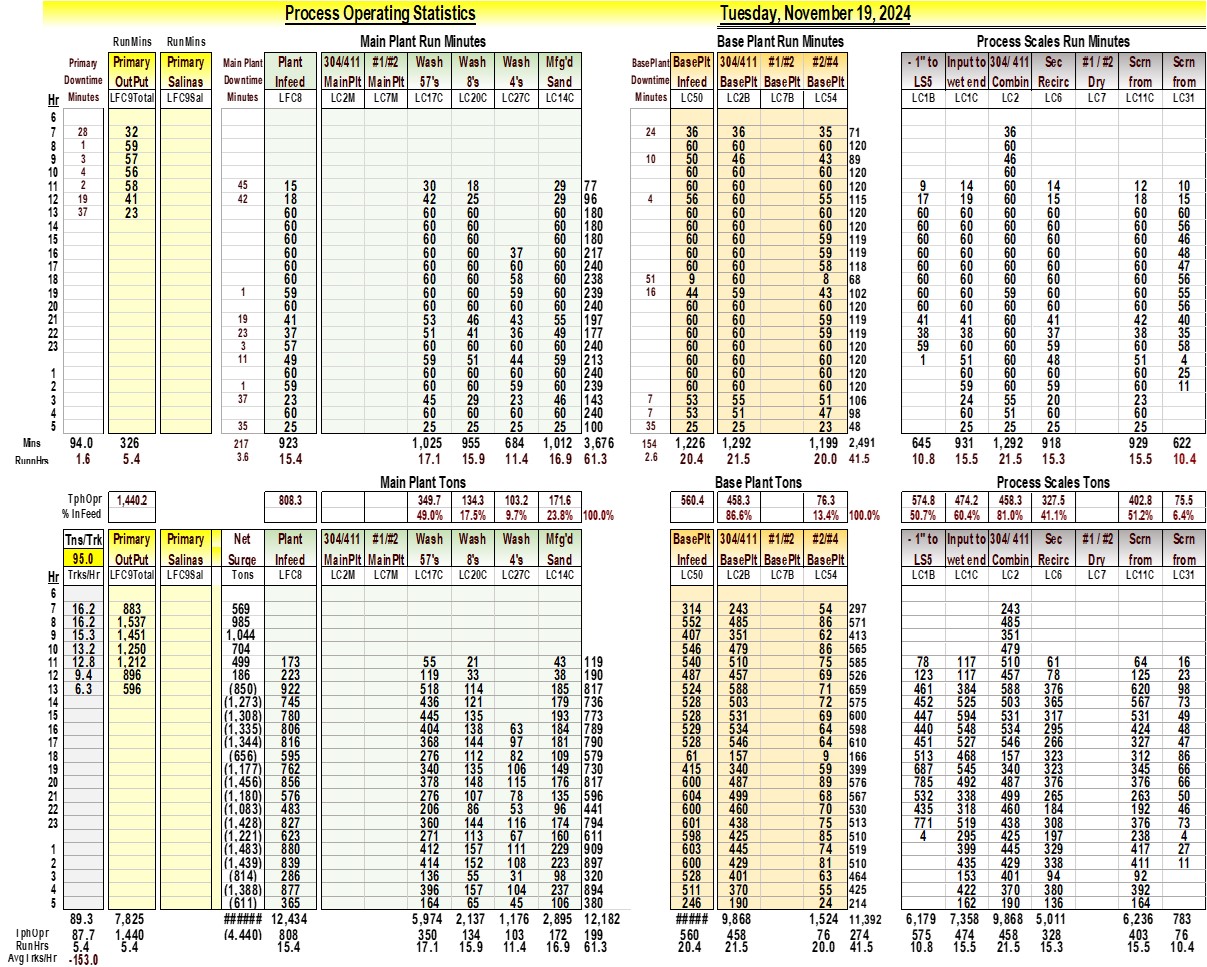 Process Operating Statistics Tuesday, November 19, 2024
RunMins RunMins Main Plant Run Minutes Base Plant Run Minutes Process Scales Run Minutes
Primary Primary Primary Main Plant Plant 304/411 #1/#2 Wash Wash Wash Mfg'd BasePlant BasePlt 304/411 #1/#2 #2/#4 - 1" to Input to 304/ 411 Sec #1 / #2 Scrn Scrn
Downtime OutPut Salinas Downtime Infeed MainPlt MainPlt 57's 8's 4's Sand Downtime Infeed BasePlt BasePlt BasePlt LS5 wet end Combin Recirc Dry from from
Hr Minutes LFC9Total LFC9Sal Minutes LFC8 LC2M LC7M LC17C LC20C LC27C LC14C Minutes LC50 LC2B LC7B LC54 LC1B LC1C LC2 LC6 LC7 LC11C LC31
6
7 28 32 24 36 36 35 71 36
8 1 59 60 60 60 120 60
9 3 57 10 50 46 43 89 46
10 4 56 60 60 60 120 60
11 2 58 45 15 30 18 29 77 60 60 60 120 9 14 60 14 12 10
12 19 41 42 18 42 25 29 96 4 56 60 55 115 17 19 60 15 18 15
13 37 23 60 60 60 60 180 60 60 60 120 60 60 60 60 60 60
14 60 60 60 60 180 60 60 60 120 60 60 60 60 60 56
15 60 60 60 60 180 60 60 59 119 60 60 60 60 60 46
16 60 60 60 37 60 217 60 60 59 119 60 60 60 60 60 48
17 60 60 60 60 60 240 60 60 58 118 60 60 60 60 60 47
18 60 60 60 58 60 238 51 9 60 8 68 60 60 60 60 60 56
19 1 59 60 60 59 60 239 16 44 59 43 102 60 60 59 60 60 55
20 60 60 60 60 60 240 60 60 60 120 60 60 60 60 60 56
21 19 41 53 46 43 55 197 60 60 59 119 41 41 60 41 42 40
22 23 37 51 41 36 49 177 60 60 59 119 38 38 60 37 38 35
23 3 57 60 60 60 60 240 60 60 60 120 59 60 60 60 60 58
11 49 59 51 44 59 213 60 60 60 120 1 51 60 48 51 4
1 60 60 60 60 60 240 60 60 60 120 60 60 60 60 25
2 1 59 60 60 59 60 239 60 60 60 120 59 60 60 59 11
3 37 23 45 29 23 46 143 7 53 55 51 106 24 55 20 23
4 60 60 60 60 60 240 7 53 51 47 98 60 51 60 60
5 35 25 25 25 25 25 100 35 25 25 23 48 25 25 25 25
Mins 94.0 326 217 923 1,025 955 684 1,012 3,676 154 1,226 1,292 1,199 2,491 645 931 1,292 918 929 622
RunnHrs 1.6 5.4 3.6 15.4 17.1 15.9 11.4 16.9 61.3 2.6 20.4 21.5 20.0 41.5 10.8 15.5 21.5 15.3 15.5 10.4
Main Plant Tons Base Plant Tons Process Scales Tons
TphOpr 1,440.2 808.3 349.7 134.3 103.2 171.6 560.4 458.3 76.3 574.8 474.2 458.3 327.5 402.8 75.5
% InFeed 49.0% 17.5% 9.7% 23.8% 100.0% 86.6% 13.4% 100.0% 50.7% 60.4% 81.0% 41.1% 51.2% 6.4%
Tns/Trk Primary Primary Net Plant 304/411 #1/#2 Wash Wash Wash Mfg'd BasePlt 304/411 #1/#2 #2/#4 - 1" to Input to 304/ 411 Sec #1 / #2 Scrn Scrn
95.0 OutPut Salinas Surge Infeed MainPlt MainPlt 57's 8's 4's Sand Infeed BasePlt BasePlt BasePlt LS5 wet end Combin Recirc Dry from from
Hr Trks/Hr LFC9Total LFC9Sal Tons LFC8 LC2M LC7M LC17C LC20C LC27C LC14C LC50 LC2B LC7B LC54 LC1B LC1C LC2 LC6 LC7 LC11C LC31
6
7 16.2 883 569 314 243 54 297 243
8 16.2 1,537 985 552 485 86 571 485
9 15.3 1,451 1,044 407 351 62 413 351
10 13.2 1,250 704 546 479 86 565 479
11 12.8 1,212 499 173 55 21 43 119 540 510 75 585 78 117 510 61 64 16
12 9.4 896 186 223 119 33 38 190 487 457 69 526 123 117 457 78 125 23
13 6.3 596 (850) 922 518 114 185 817 524 588 71 659 461 384 588 376 620 98
14 (1,273) 745 436 121 179 736 528 503 72 575 452 525 503 365 567 73
15 (1,308) 780 445 135 193 773 528 531 69 600 447 594 531 317 531 49
16 (1,335) 806 404 138 63 184 789 529 534 64 598 440 548 534 295 424 48
17 (1,344) 816 368 144 97 181 790 528 546 64 610 451 527 546 266 327 47
18 (656) 595 276 112 82 109 579 61 157 9 166 513 468 157 323 312 86
19 (1,177) 762 340 135 106 149 730 415 340 59 399 687 545 340 323 345 66
20 (1,456) 856 378 148 115 176 817 600 487 89 576 785 492 487 376 376 66
21 (1,180) 576 276 107 78 135 596 604 499 68 567 532 338 499 265 263 50
22 (1,083) 483 206 86 53 96 441 600 460 70 530 435 318 460 184 192 46
23 (1,428) 827 360 144 116 174 794 601 438 75 513 771 519 438 308 376 73
(1,221) 623 271 113 67 160 611 598 425 85 510 4 295 425 197 238 4
1 (1,483) 880 412 157 111 229 909 603 445 74 519 399 445 329 417 27
2 (1,439) 839 414 152 108 223 897 600 429 81 510 435 429 338 411 11
3 (814) 286 136 55 31 98 320 528 401 63 464 153 401 94 92
4 (1,388) 877 396 157 104 237 894 511 370 55 425 422 370 380 392
5 (611) 365 164 65 45 106 380 246 190 24 214 162 190 136 164
89.3 7,825 ###### 12,434 5,974 2,137 1,176 2,895 12,182 ##### 9,868 1,524 11,392 6,179 7,358 9,868 5,011 6,236 783
TphOpr 87.7 1,440 (4,440) 808 350 134 103 172 199 560 458 76 274 575 474 458 328 403 76
RunHrs 5.4 5.4 15.4 17.1 15.9 11.4 16.9 61.3 20.4 21.5 20.0 41.5 10.8 15.5 21.5 15.3 15.5 10.4
Avg Trks/Hr -153.0